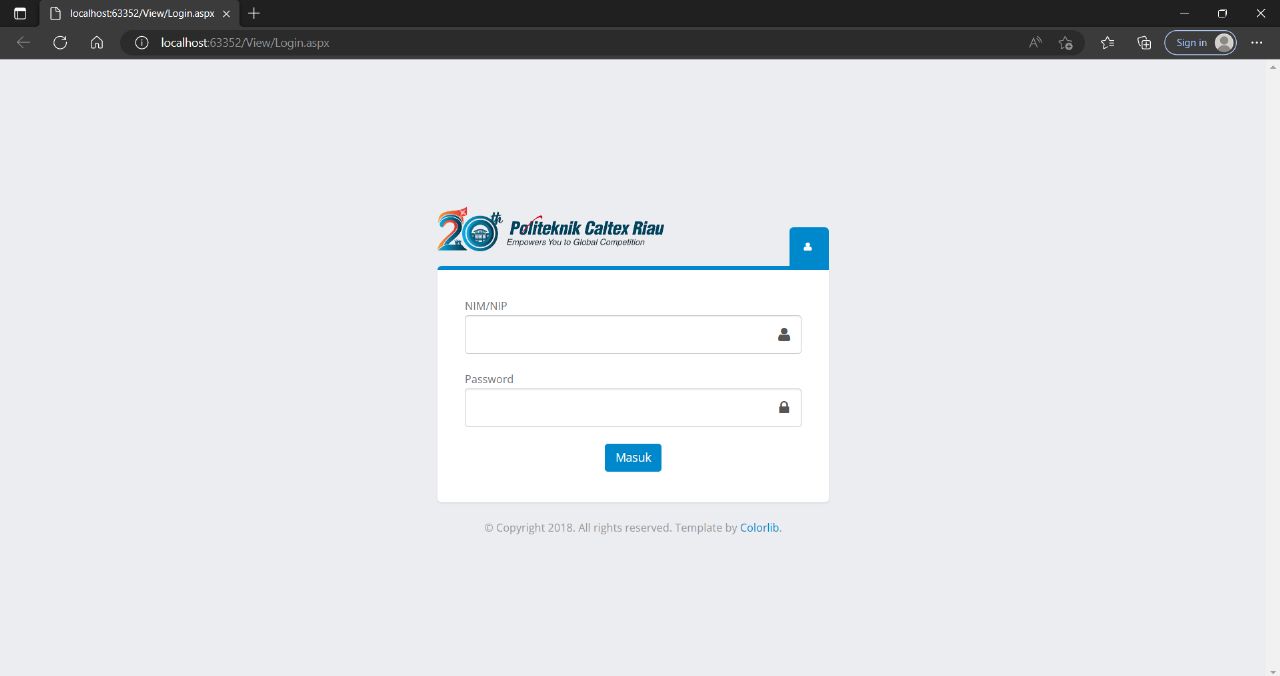 localhost:63352/View/Login.aspx
localhost:63352/View/Login.aspx
Sign in
20th Politeknik Caltex Riau
Empowers You to Global Competition
NIM/NIP
Password
Masuk
© Copyright 2018. All rights reserved. Template by Colorlib.